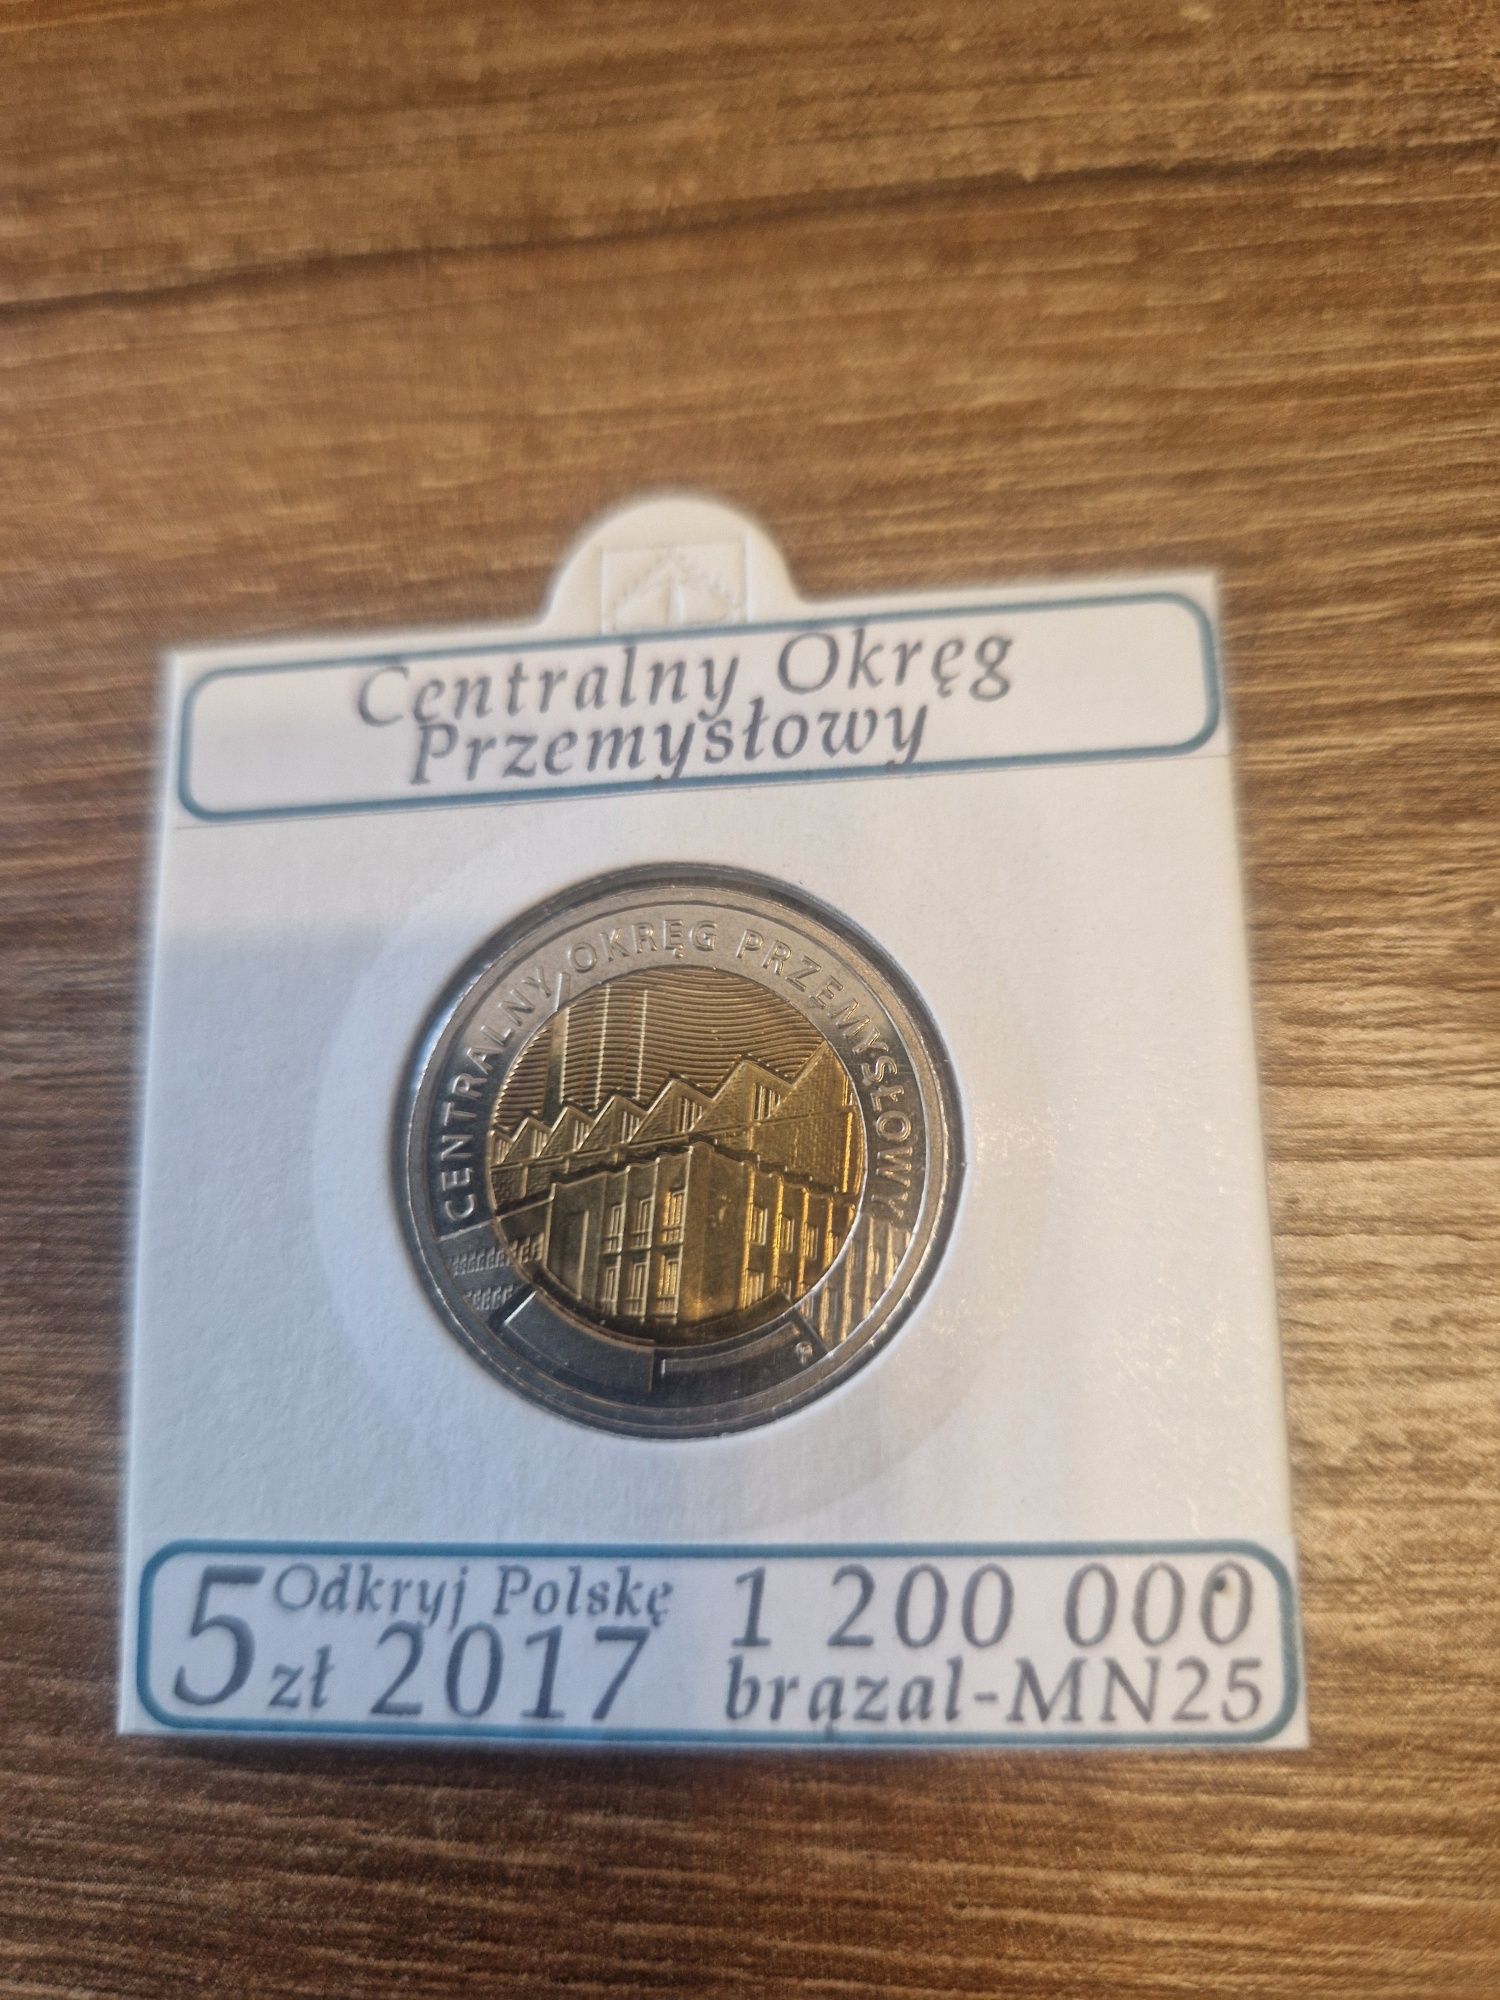 Centralny Okręg
Przemysłowy
CENTRALNY OKRĘG PRZEMYSŁOWY
5 zł Odkryj Polskę
2017
1 200 000
brązal-MN25